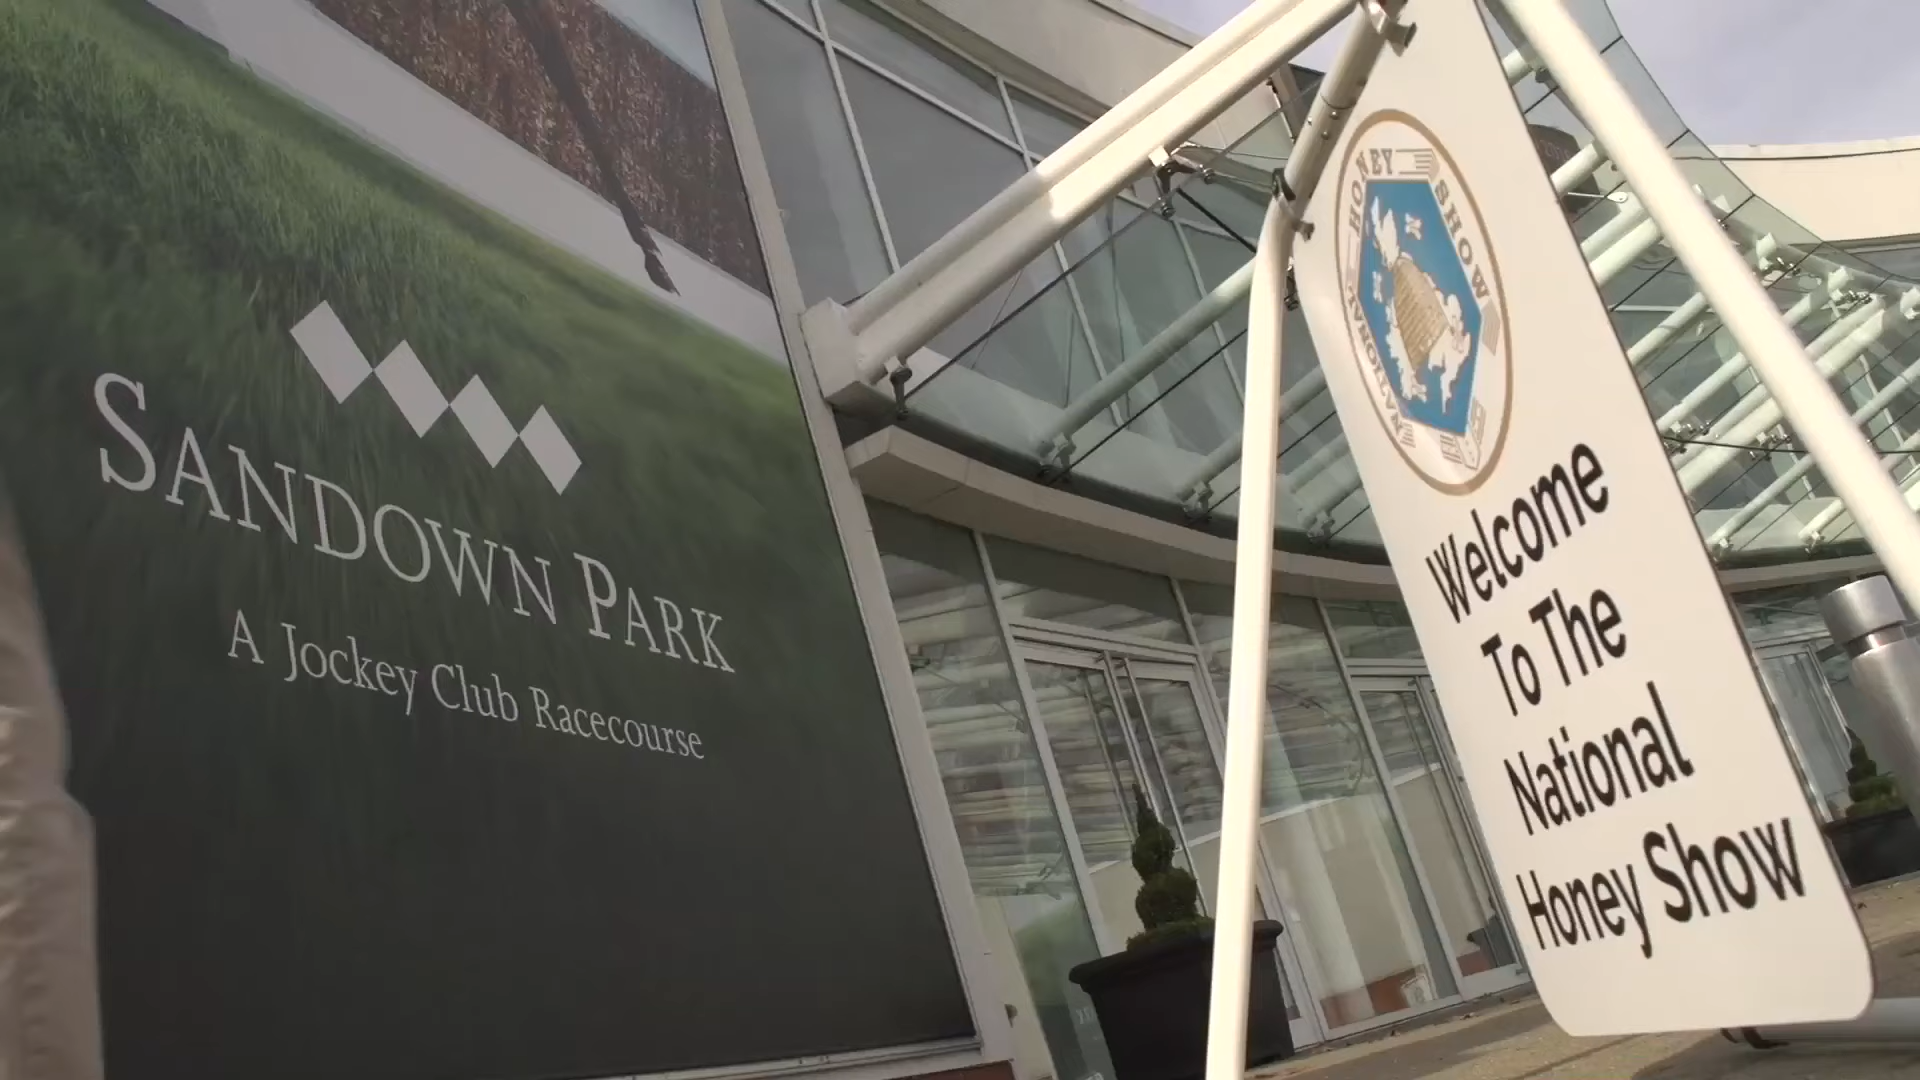 SANDOWN PARK
A Jockey Club Racecourse
NATIONAL HONEY SHOW
Welcome
To The
National
Honey Show